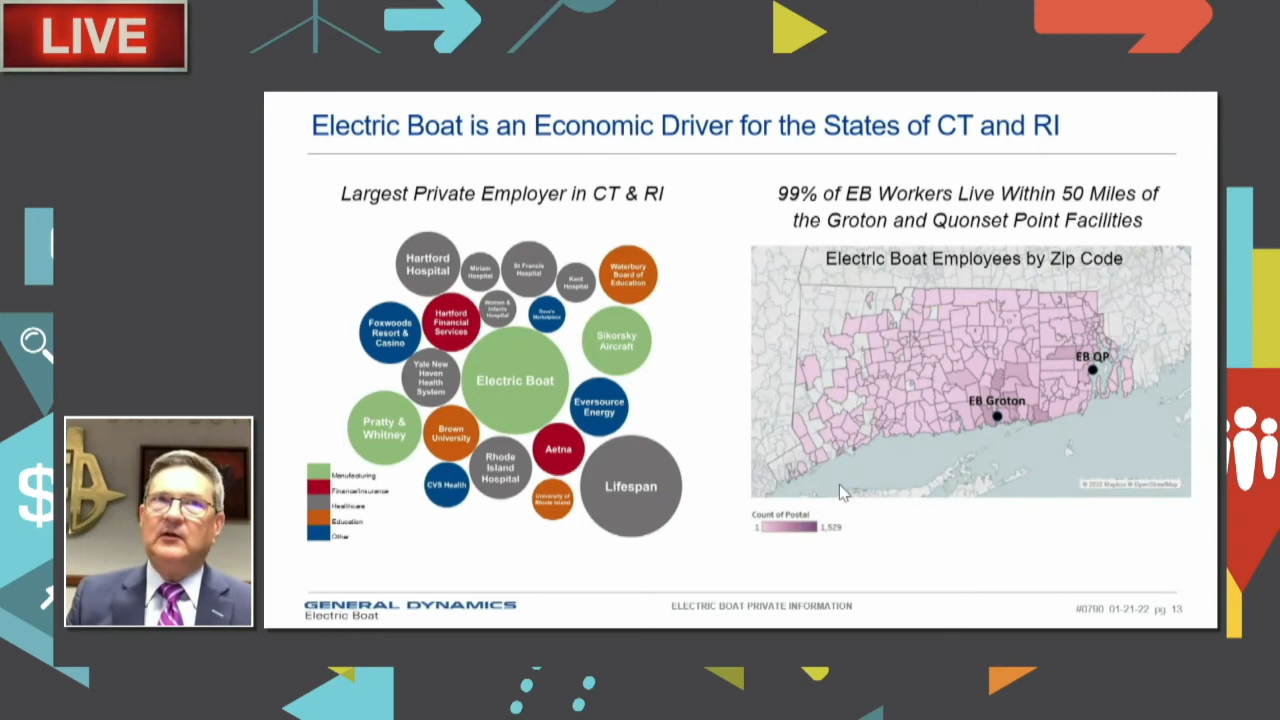 LIVE
Electric Boat is an Economic Driver for the States of CT and RI
Largest Private Employer in CT & RI
Hartford
Hospital
Miriam
Hospital
St Francis
Hospital
Kent
Hospital
Waterbury
Board of
Education
Foxwoods
Resort &
Casino
Hartford
Financial
Services
Women &
Infants
Hospital
Dave's
Marketplace
Sikorsky
Aircraft
Yale New
Haven
Health
System
Electric Boat
Eversource
Energy
Pratty &
Whitney
Brown
University
Rhode
Island
Hospital
Aetna
CVS Health
University of
Rhode Island
Lifespan
Manufacturing
Finance/Insurance
Healthcare
Education
Other
99% of EB Workers Live Within 50 Miles of
the Groton and Quonset Point Facilities
Electric Boat Employees by Zip Code
EB QP
EB Groton
© 2022 Mapbox © OpenStreetMap
Count of Postal
1 1,529
GENERAL DYNAMICS
Electric Boat
ELECTRIC BOAT PRIVATE INFORMATION
#0790 01-21-22 pg 13
$